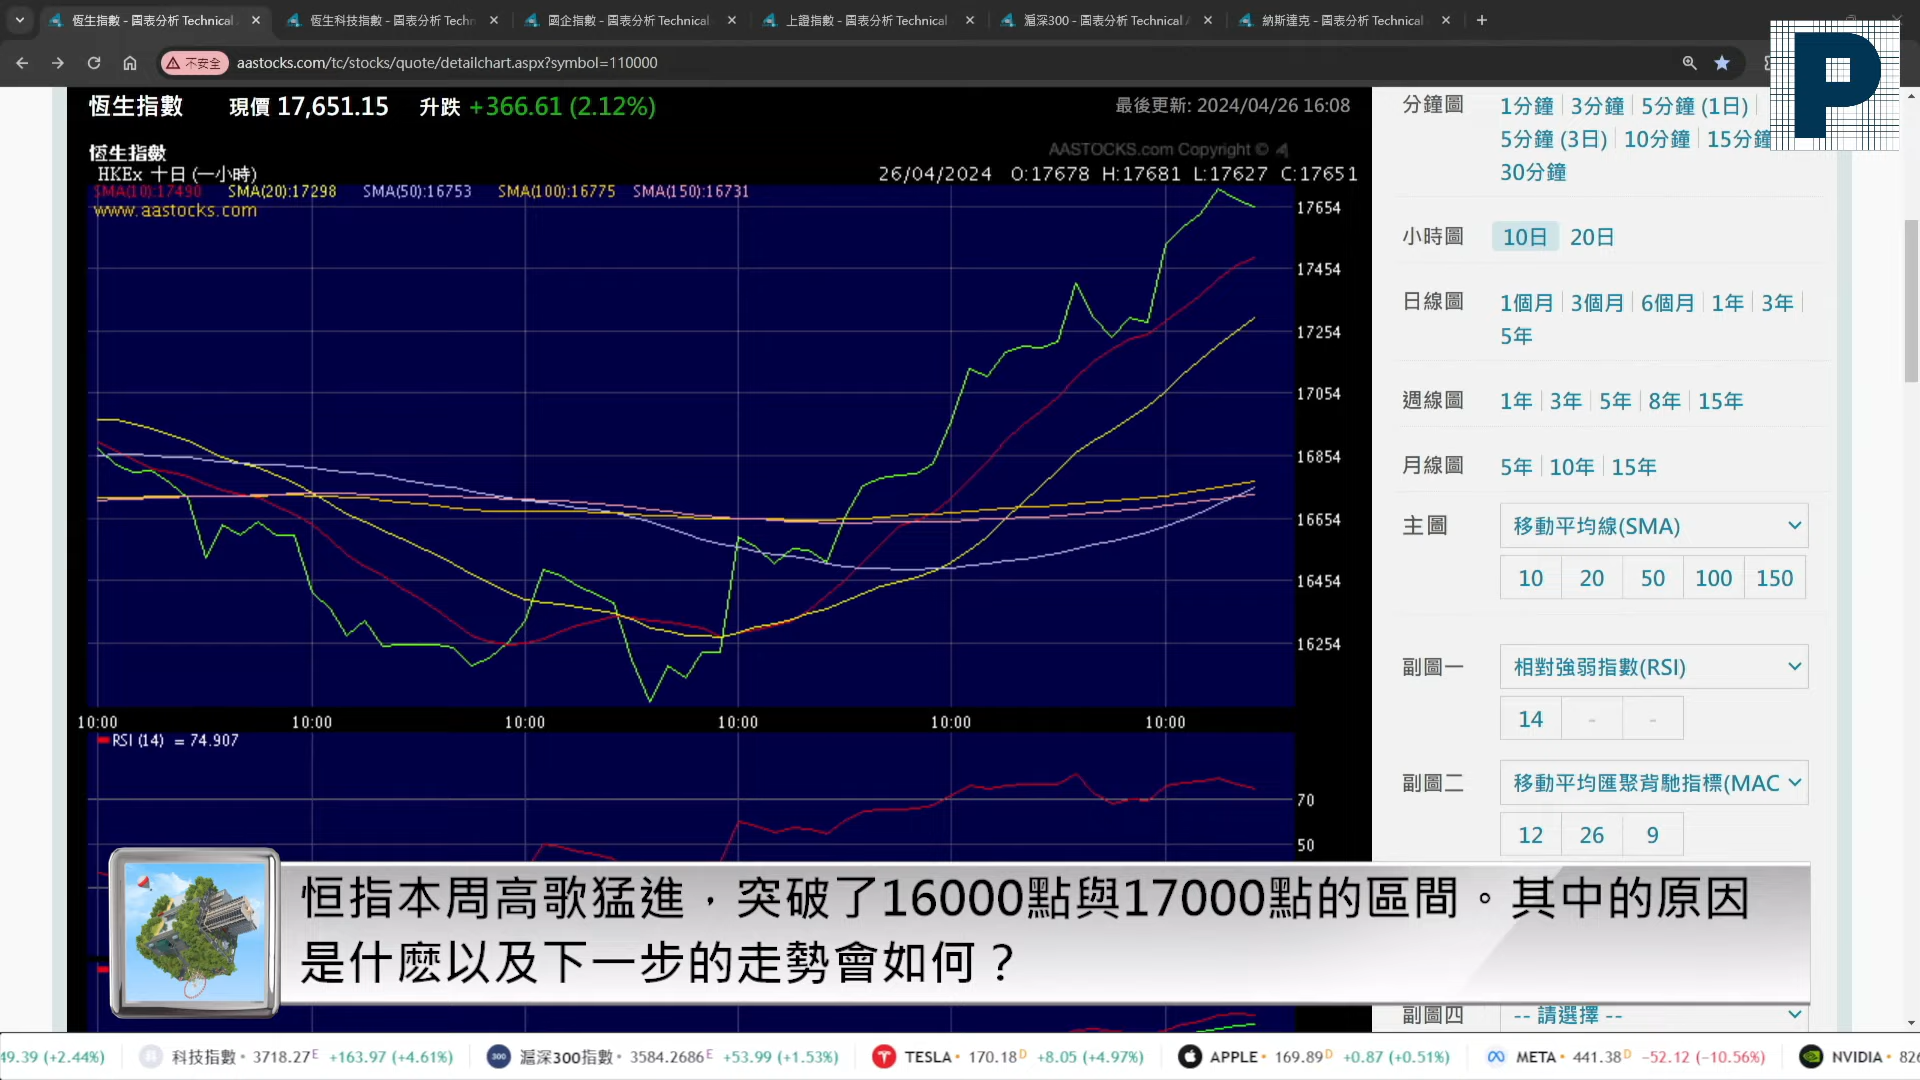 恆生指數 - 圖表分析 Technical
恆生科技指數 - 圖表分析 Techn
國企指數 - 圖表分析 Technical
上證指數 - 圖表分析 Technical
滬深300 - 圖表分析 Technical A
納斯達克 - 圖表分析 Technical
不安全 aastocks.com/tc/stocks/quote/detailchart.aspx?symbol=110000
P
恆生指數 現價 17,651.15 升跌 +366.61 (2.12%) 最後更新: 2024/04/26 16:08
AASTOCKS.com Copyright ©
恆生指數
HKEx 十日 (一小時) 26/04/2024 O:17678 H:17681 L:17627 C:17651
SMA(10):17490 SMA(20):17298 SMA(50):16753 SMA(100):16775 SMA(150):16731
www.aastocks.com
17654
17454
17254
17054
16854
16654
16454
16254
10:00 10:00 10:00 10:00 10:00 10:00
RSI (14) = 74.907
70
50
分鐘圖 1分鐘 3分鐘 5分鐘 (1日)
5分鐘 (3日) 10分鐘 15分鐘
30分鐘
小時圖 10日 20日
日線圖 1個月 3個月 6個月 1年 3年
5年
週線圖 1年 3年 5年 8年 15年
月線圖 5年 10年 15年
主圖 移動平均線(SMA)
10 20 50 100 150
副圖一 相對強弱指數(RSI)
14 - -
副圖二 移動平均匯聚背馳指標(MAC
12 26 9
副圖四 -- 請選擇 --
恒指本周高歌猛進，突破了16000點與17000點的區間。其中的原因
是什麽以及下一步的走勢會如何？
49.39 (+2.44%) 科技指數 3718.27E +163.97 (+4.61%) 300 滬深300指數 3584.2686E +53.99 (+1.53%) TESLA 170.18D +8.05 (+4.97%) APPLE 169.89D +0.87 (+0.51%) META 441.38D −52.12 (−10.56%) NVIDIA 826